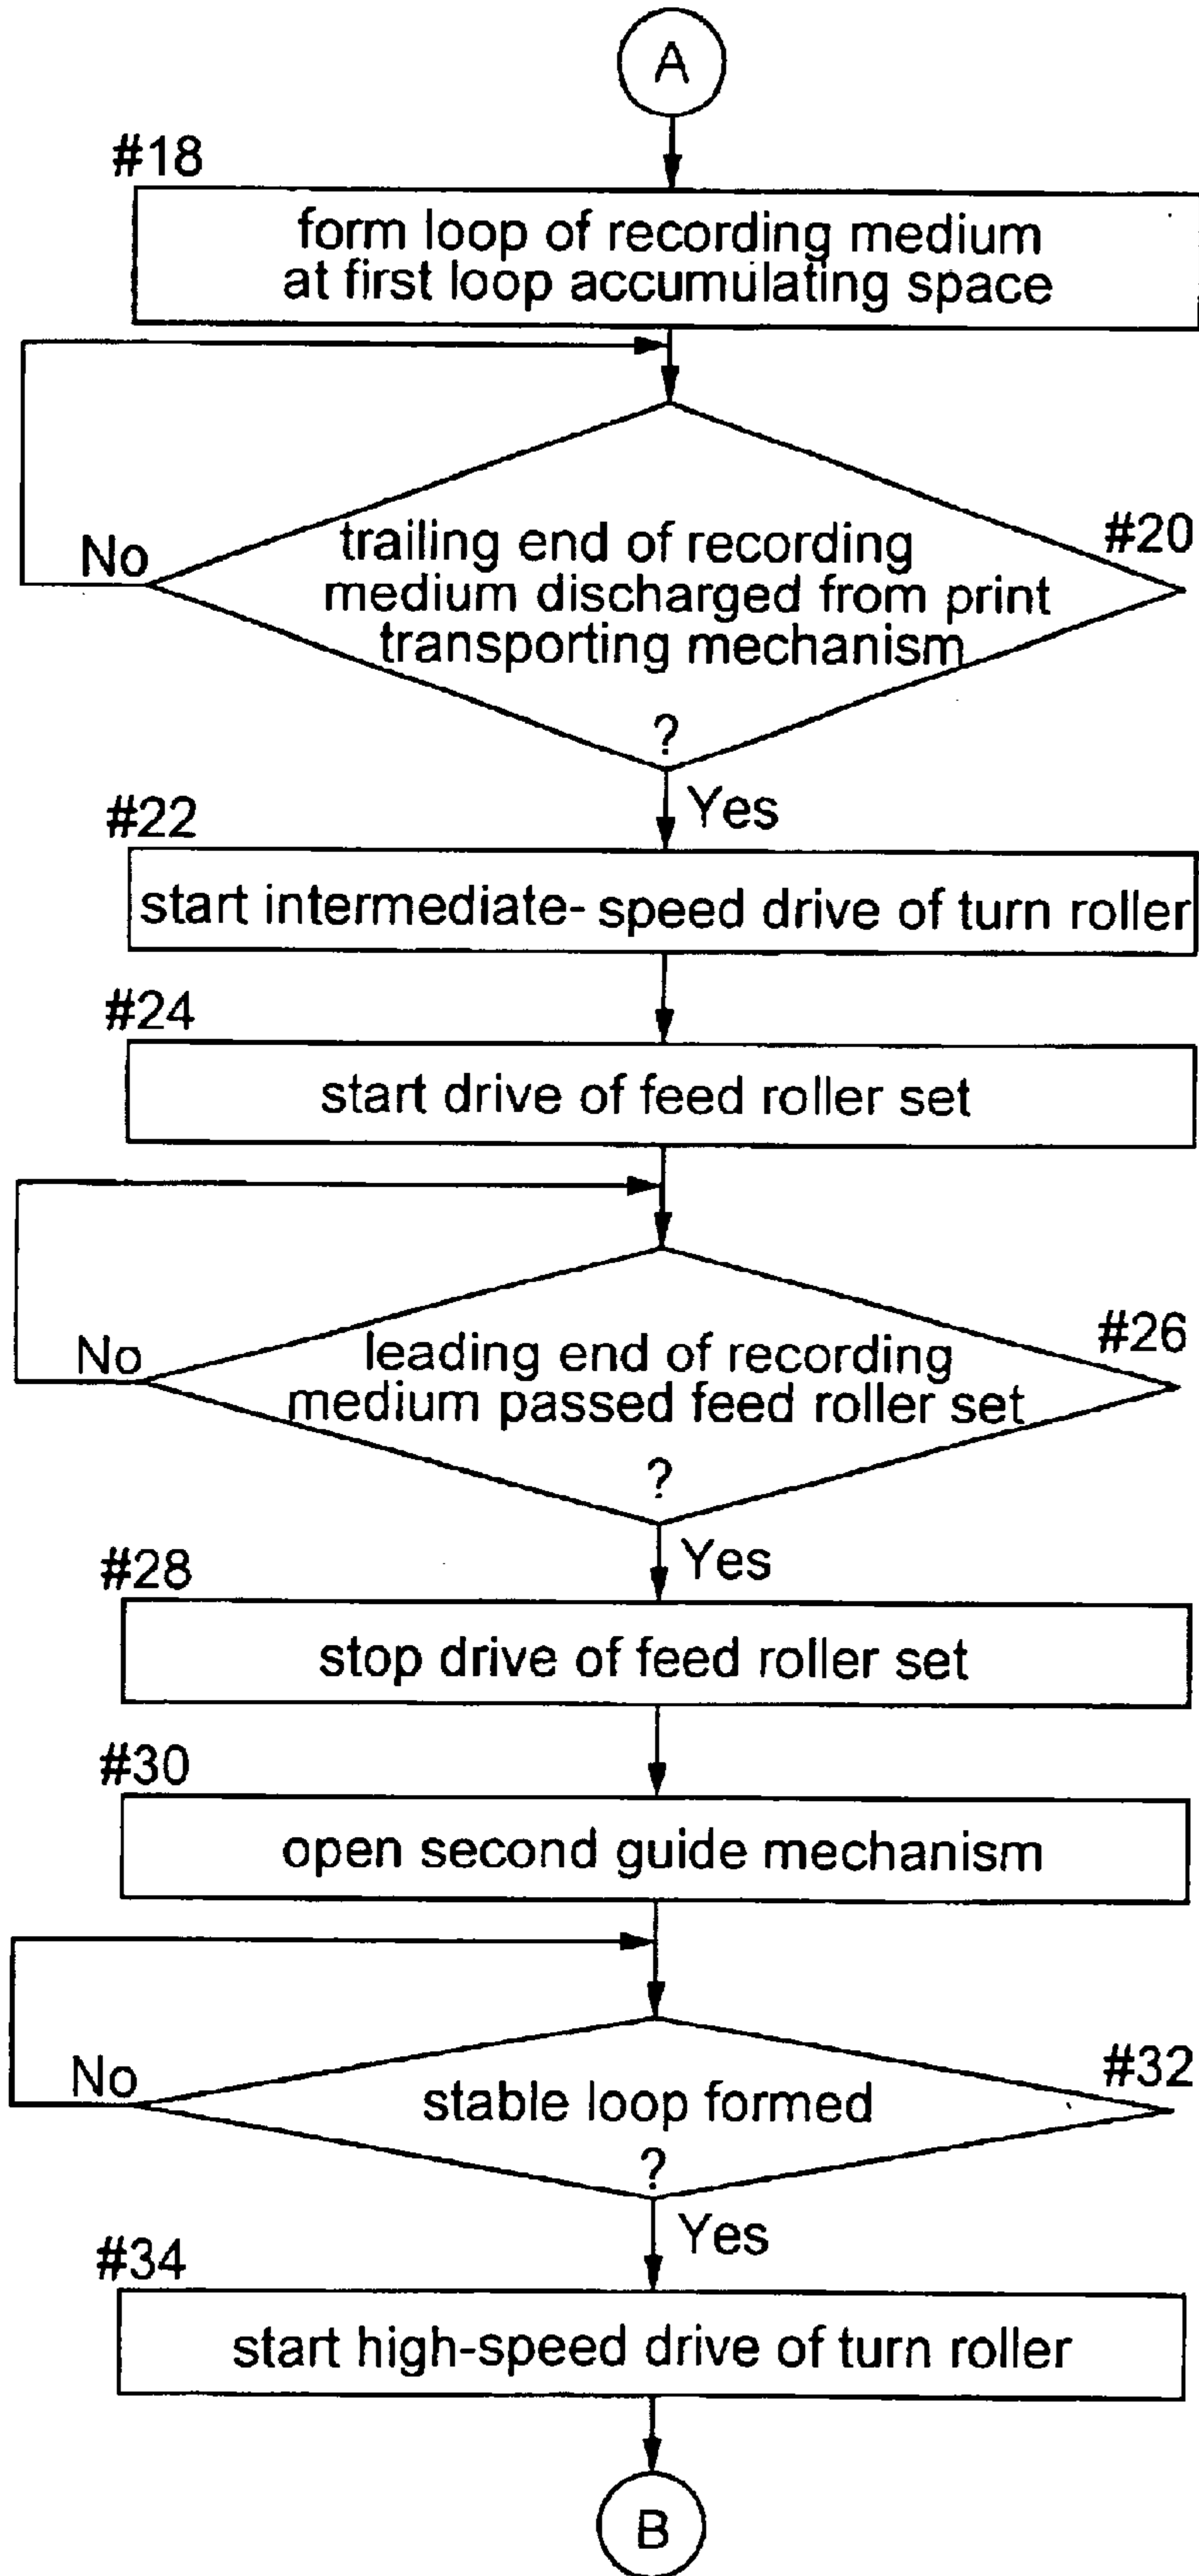 A
#18
form loop of recording medium
at first loop accumulating space
#20
No
trailing end of recording
medium discharged from print
transporting mechanism
?
Yes
#22
start intermediate- speed drive of turn roller
#24
start drive of feed roller set
#26
No
leading end of recording
medium passed feed roller set
?
Yes
#28
stop drive of feed roller set
#30
open second guide mechanism
#32
No
stable loop formed
?
Yes
#34
start high-speed drive of turn roller
B